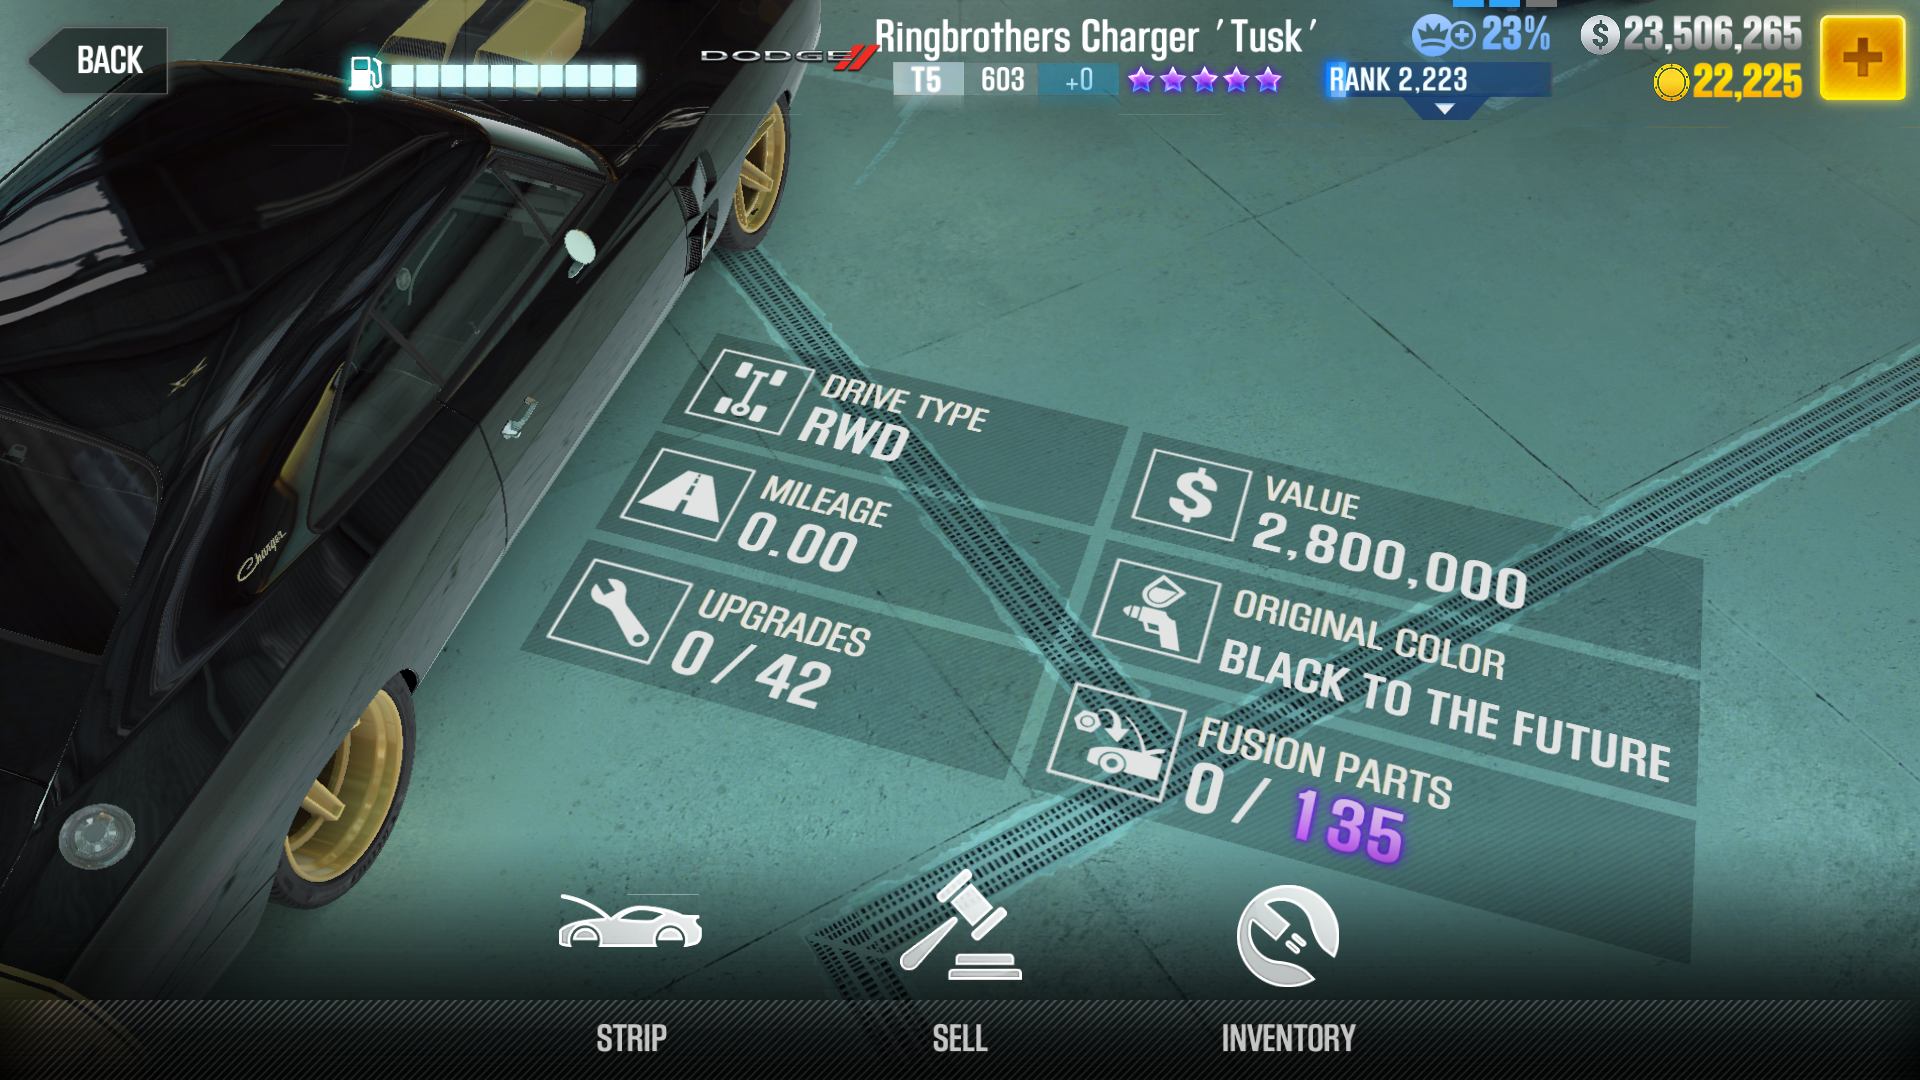 BACK
DODGE
Ringbrothers Charger 'Tusk'
23%
$ 23,506,265
T5 603 +0
RANK 2,223
22,225
DRIVE TYPE
RWD
MILEAGE
0.00
UPGRADES
0 / 42
$ VALUE
2,800,000
ORIGINAL COLOR
BLACK TO THE FUTURE
FUSION PARTS
0 / 135
Charger
STRIP
SELL
INVENTORY